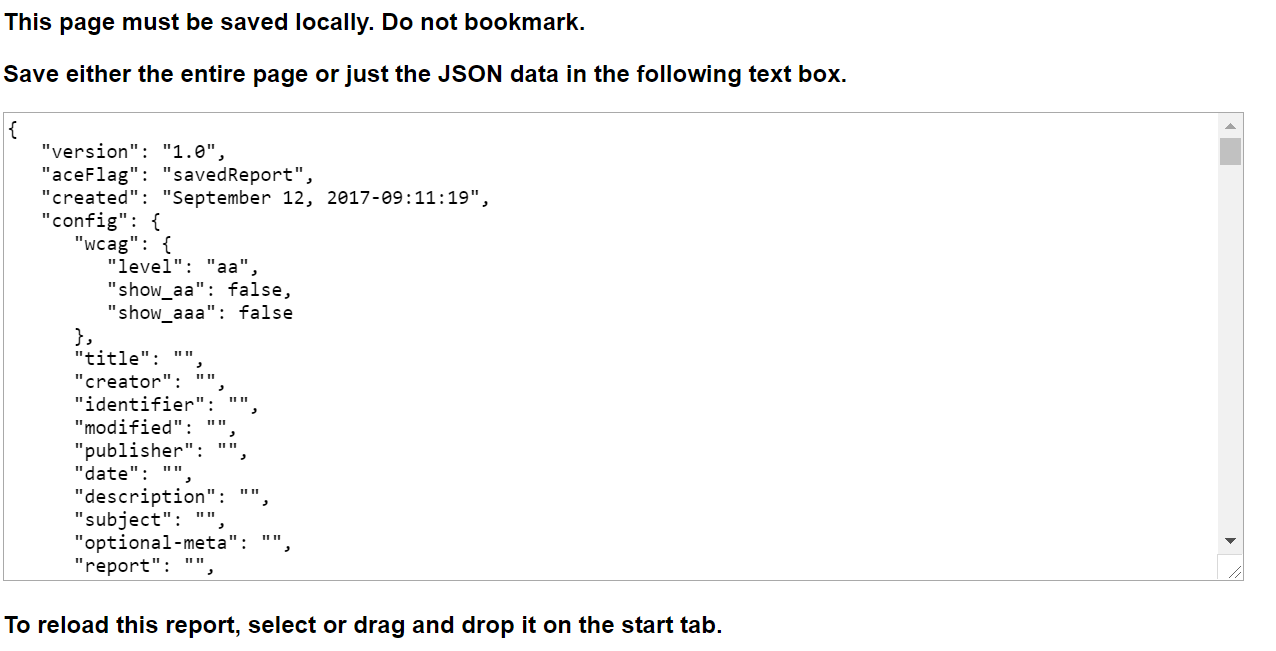 This page must be saved locally. Do not bookmark.
Save either the entire page or just the JSON data in the following text box.
{
   "version": "1.0",
   "aceFlag": "savedReport",
   "created": "September 12, 2017-09:11:19",
   "config": {
      "wcag": {
         "level": "aa",
         "show_aa": false,
         "show_aaa": false
      },
      "title": "",
      "creator": "",
      "identifier": "",
      "modified": "",
      "publisher": "",
      "date": "",
      "description": "",
      "subject": "",
      "optional-meta": "",
      "report": "",
To reload this report, select or drag and drop it on the start tab.